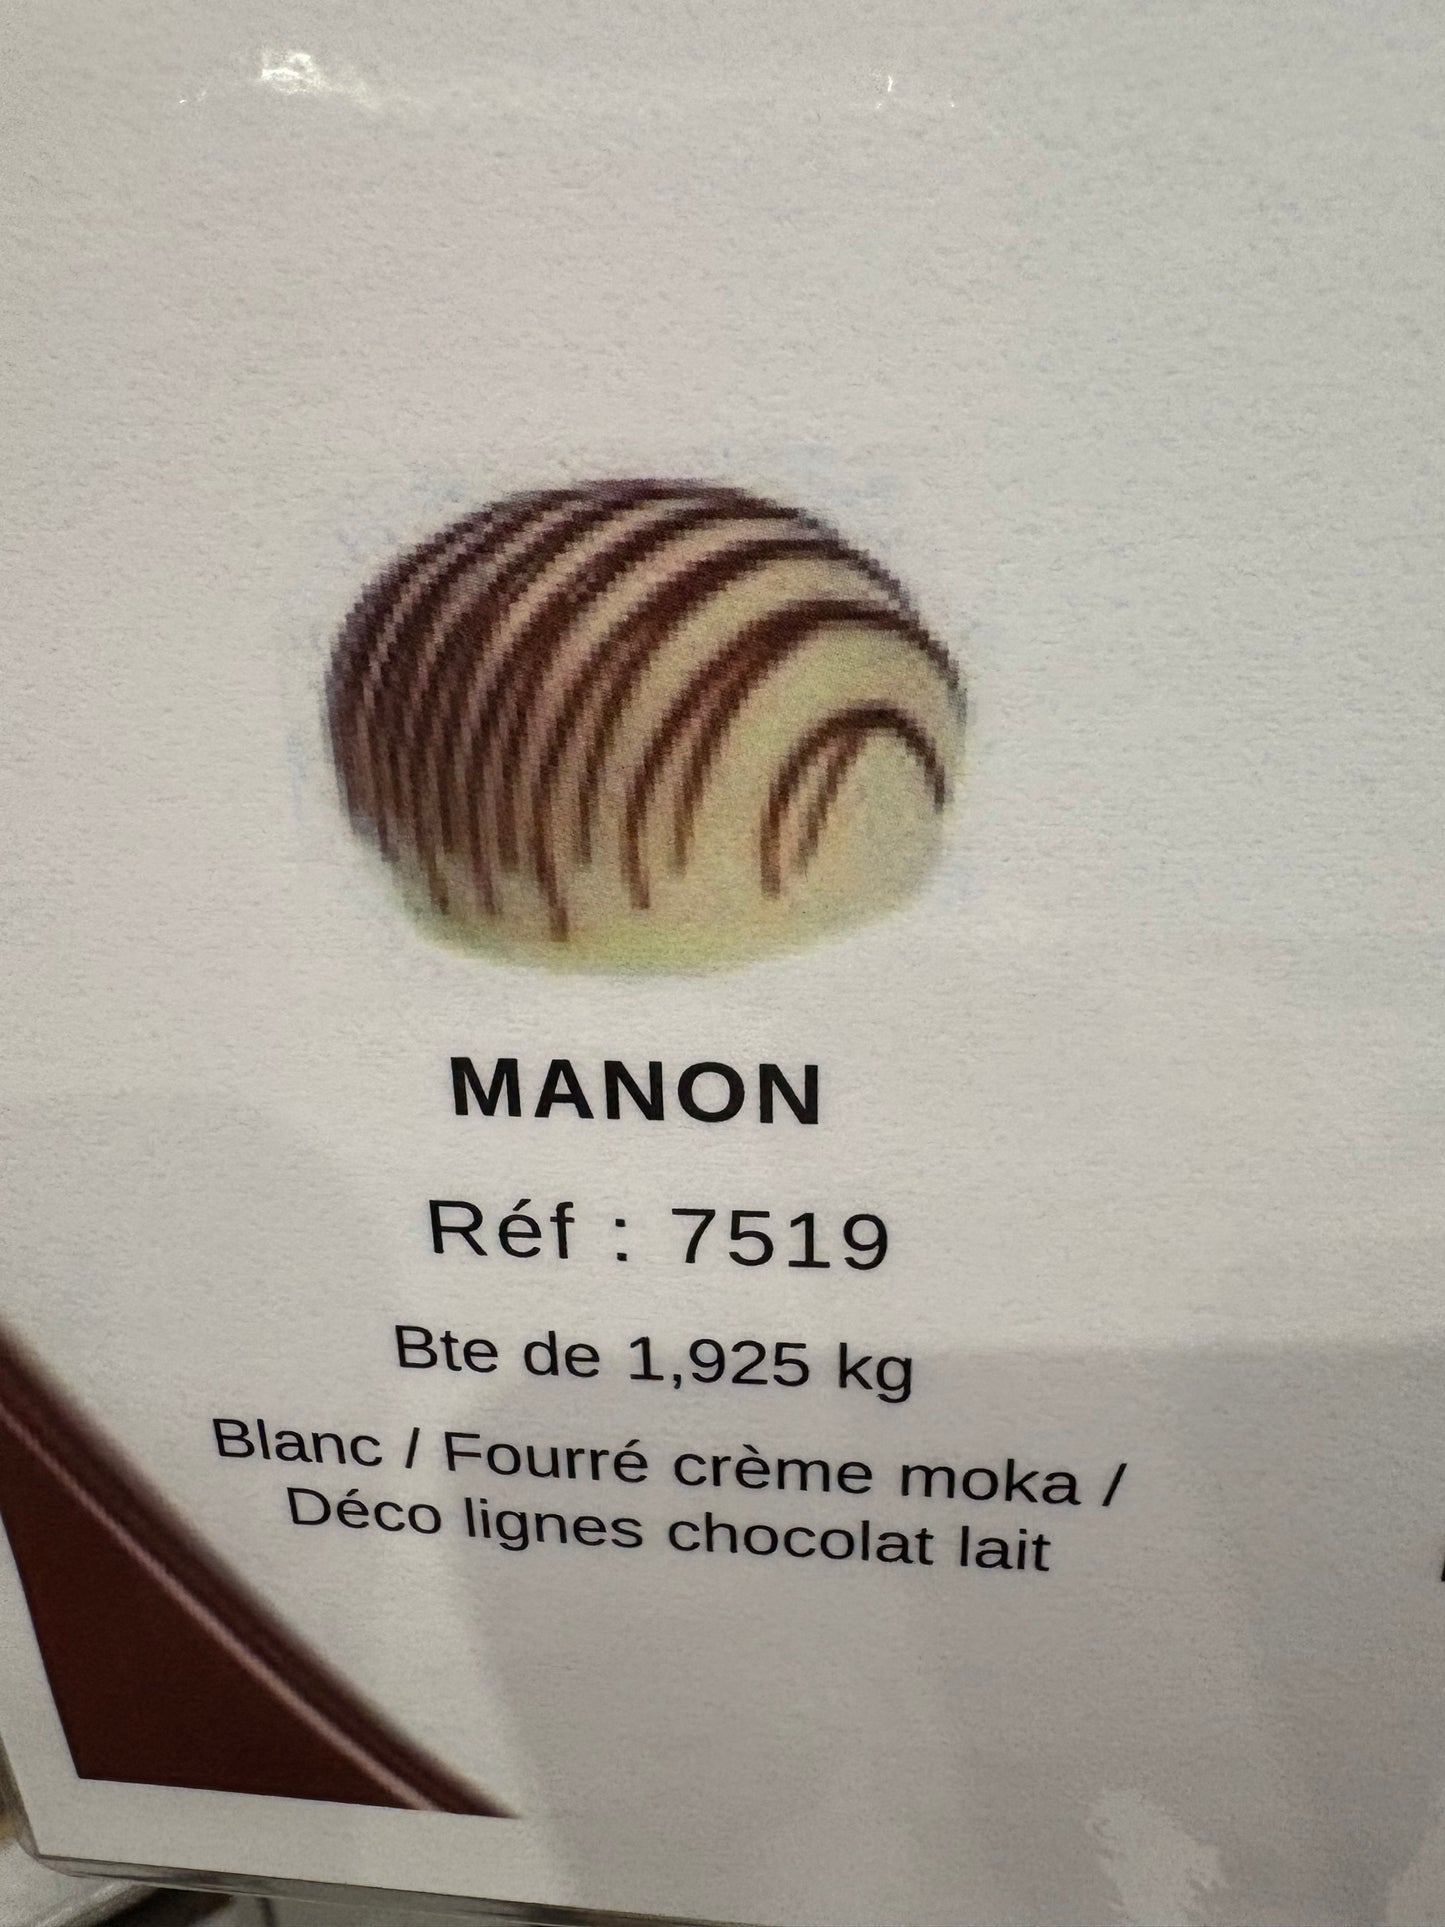 MANON
Réf : 7519
Bte de 1,925 kg
Blanc / Fourré crème moka /
Déco lignes chocolat lait